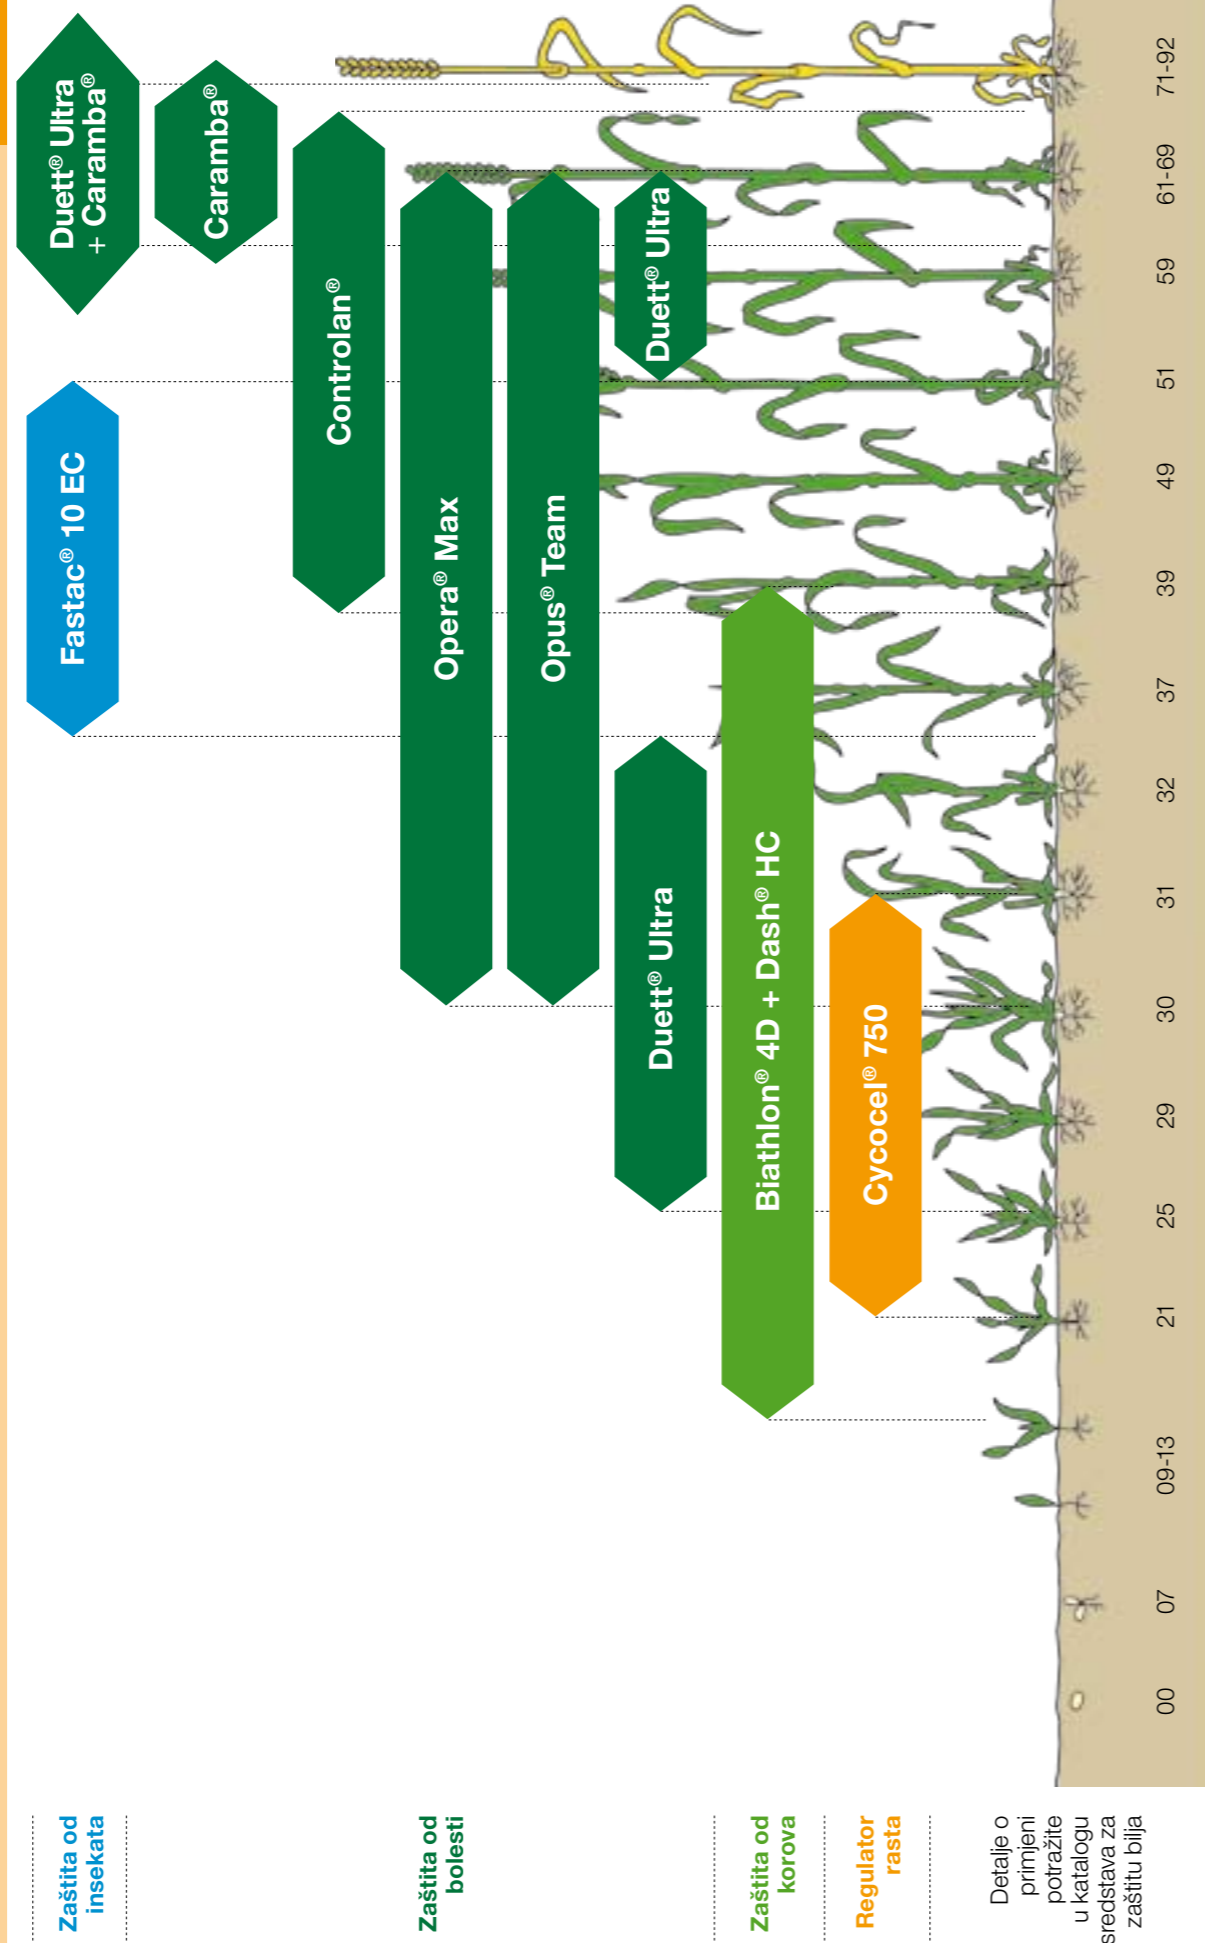 Zaštita od
insekata
Fastac® 10 EC
Duett® Ultra
+ Caramba®
Caramba®
Controlan®
Zaštita od
bolesti
Opera® Max
Opus® Team
Duett® Ultra
Duett® Ultra
Zaštita od
korova
Biathlon® 4D + Dash® HC
Regulator
rasta
Cycocel® 750
Detalje o
primjeni
potražite
u katalogu
sredstava za
zaštitu bilja
00 07 09-13 21 25 29 30 31 32 37 39 49 51 59 61-69 71-92